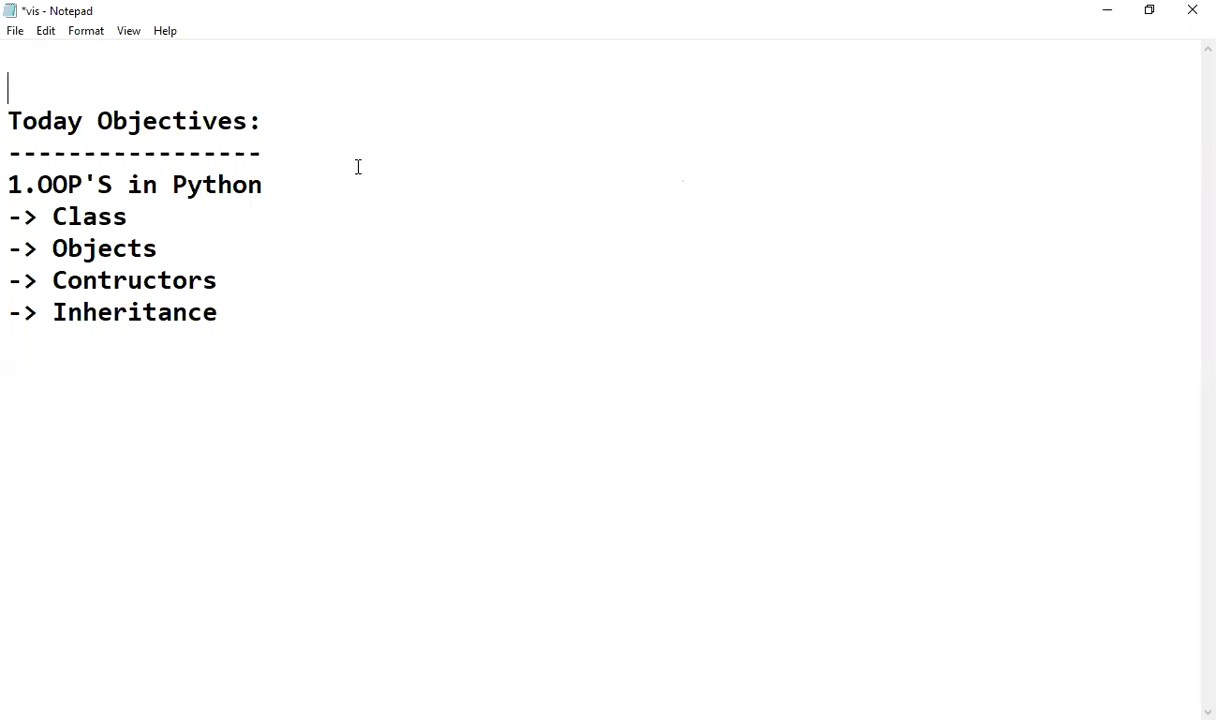 *vis - Notepad
File Edit Format View Help
Today Objectives:
-----------------
1.OOP'S in Python
-> Class
-> Objects
-> Contructors
-> Inheritance